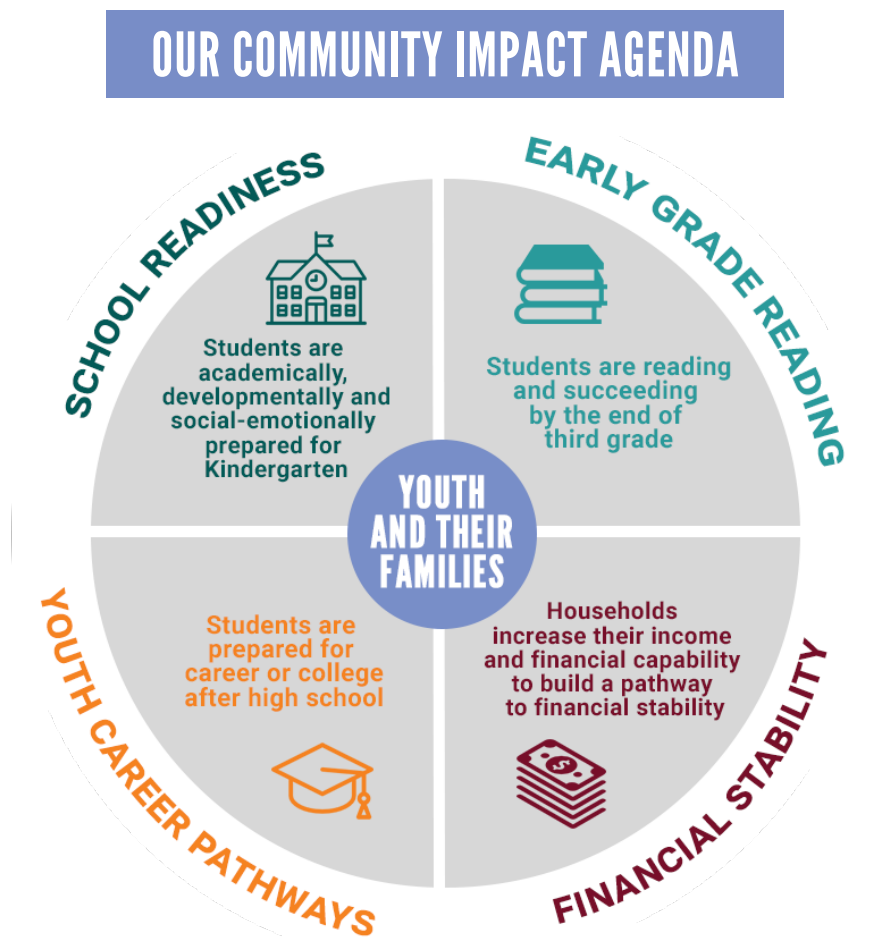 OUR COMMUNITY IMPACT AGENDA
SCHOOL READINESS
Students are
academically,
developmentally and
social-emotionally
prepared for
Kindergarten
EARLY GRADE READING
Students are reading
and succeeding
by the end of
third grade
YOUTH
AND THEIR
FAMILIES
YOUTH CAREER PATHWAYS
Students are
prepared for
career or college
after high school
FINANCIAL STABILITY
Households
increase their income
and financial capability
to build a pathway
to financial stability
$